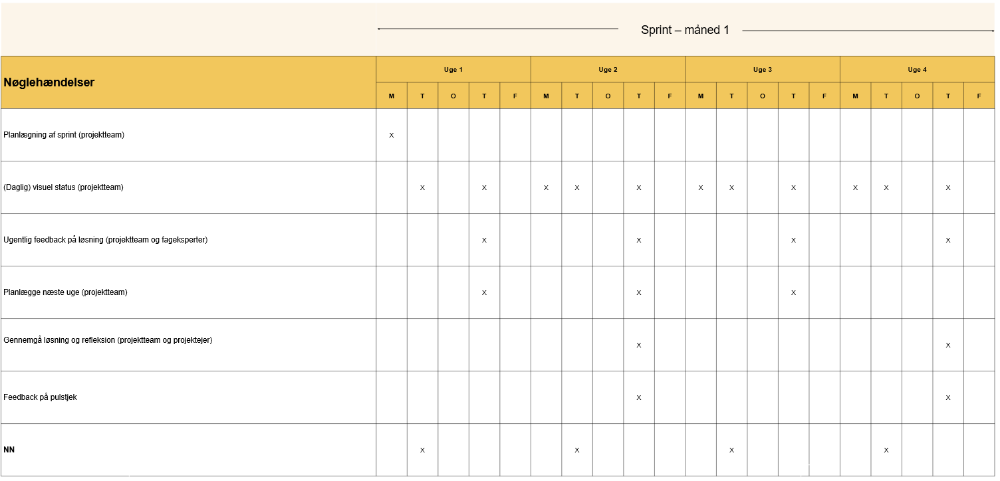 Sprint – måned 1
Nøglehændelser
Uge 1 Uge 2 Uge 3 Uge 4
M T O T F M T O T F M T O T F M T O T F
Planlægning af sprint (projektteam) X
(Daglig) visuel status (projektteam) X X X X X X X X X X X
Ugentlig feedback på løsning (projektteam og fageksperter) X X X X
Planlægge næste uge (projektteam) X X X
Gennemgå løsning og refleksion (projektteam og projektejer) X X
Feedback på pulstjek X X
NN X X X X